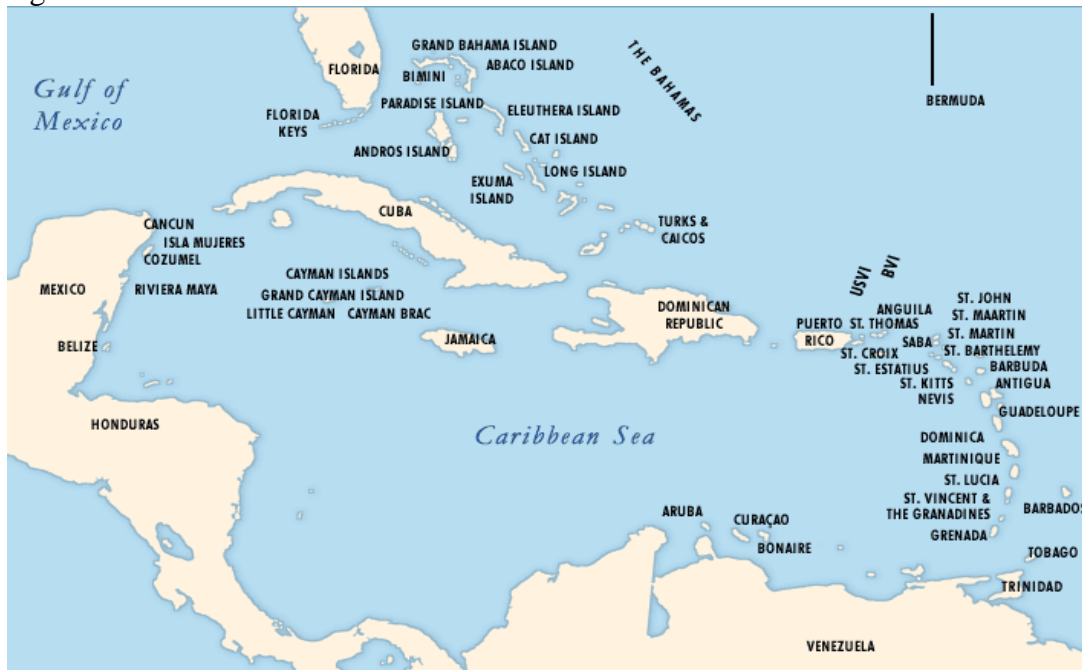 GRAND BAHAMA ISLAND
ABACO ISLAND
FLORIDA
BIMINI
THE BAHAMAS
Gulf of
Mexico
BERMUDA
PARADISE ISLAND
ELEUTHERA ISLAND
FLORIDA
KEYS
CAT ISLAND
ANDROS ISLAND
LONG ISLAND
EXUMA
ISLAND
CUBA
TURKS &
CAICOS
CANCUN
ISLA MUJERES
COZUMEL
CAYMAN ISLANDS
USVI
BVI
MEXICO
RIVIERA MAYA
GRAND CAYMAN ISLAND
LITTLE CAYMAN
CAYMAN BRAC
DOMINICAN
REPUBLIC
ANGUILA
ST. JOHN
ST. MAARTIN
PUERTO
RICO
ST. THOMAS
ST. MARTIN
BELIZE
JAMAICA
SABA
ST. BARTHELEMY
ST. CROIX
ST. ESTATIUS
BARBUDA
ST. KITTS
ANTIGUA
NEVIS
GUADELOUPE
HONDURAS
Caribbean Sea
DOMINICA
MARTINIQUE
ST. LUCIA
ST. VINCENT &
THE GRANADINES
BARBADOS
ARUBA
CURAÇAO
GRENADA
BONAIRE
TOBAGO
TRINIDAD
VENEZUELA